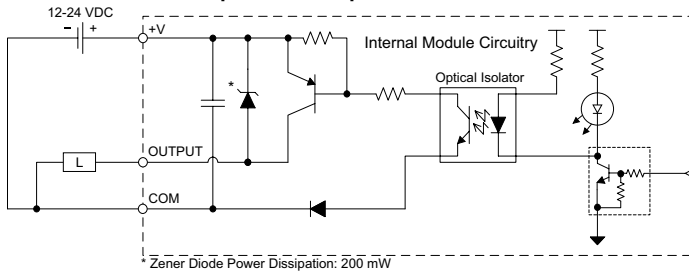 12-24 VDC
− +
+V
Internal Module Circuitry
Optical Isolator
*
OUTPUT
L
COM
* Zener Diode Power Dissipation: 200 mW